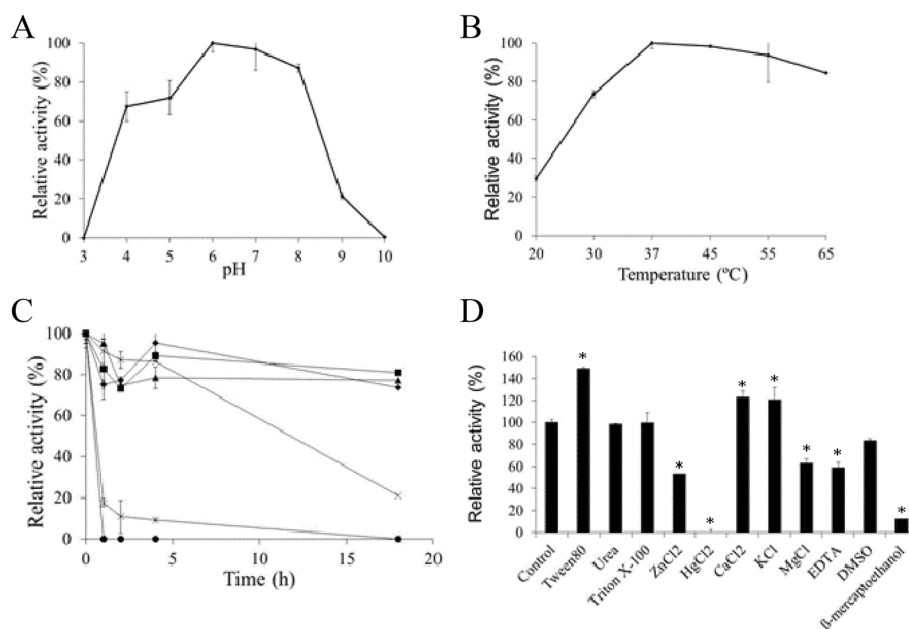 A
Relative activity (%)
100
80
60
40
20
0
3 4 5 6 7 8 9 10
pH
B
Relative activity (%)
100
80
60
40
20
0
20 30 37 45 55 65
Temperature (ºC)
C
Relative activity (%)
100
80
60
40
20
0
0 5 10 15 20
Time (h)
D
Relative activity (%)
160
140
120
100
80
60
40
20
0
* * * * * * * *
Control
Tween80
Urea
Triton X-100
ZnCl2
HgCl2
CaCl2
KCl
MgCl
EDTA
DMSO
ß-mercaptoethanol